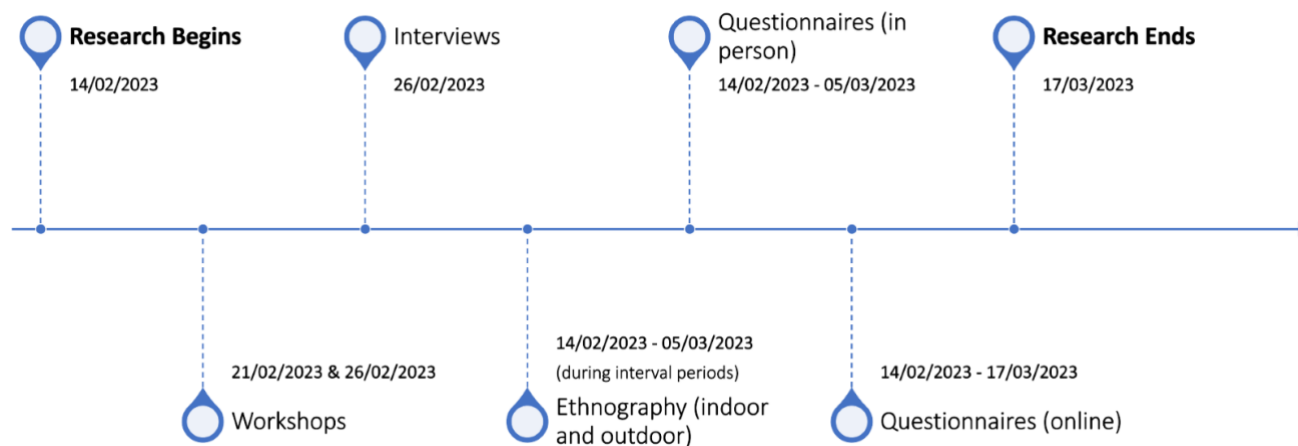 Research Begins
14/02/2023
Interviews
26/02/2023
Questionnaires (in
person)
14/02/2023 - 05/03/2023
Research Ends
17/03/2023
21/02/2023 & 26/02/2023
Workshops
14/02/2023 - 05/03/2023
(during interval periods)
Ethnography (indoor
and outdoor)
14/02/2023 - 17/03/2023
Questionnaires (online)